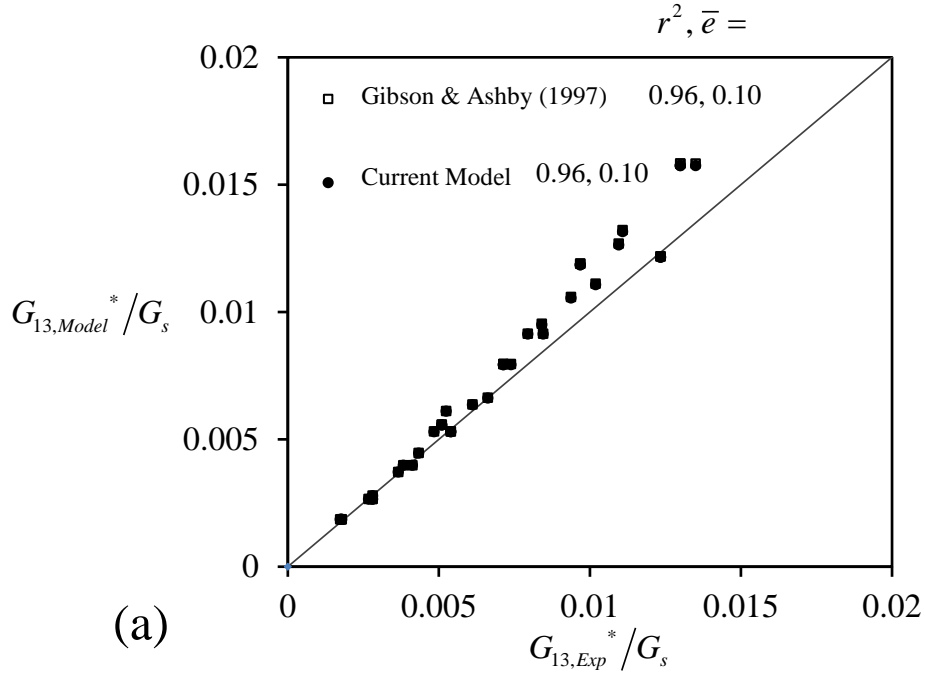 r², e̅ =
0.02
Gibson & Ashby (1997) 0.96, 0.10
0.015
Current Model 0.96, 0.10
G₁₃,Model*/Gₛ
0.01
0.005
0
0 0.005 0.01 0.015 0.02
(a)
G₁₃,Exp*/Gₛ